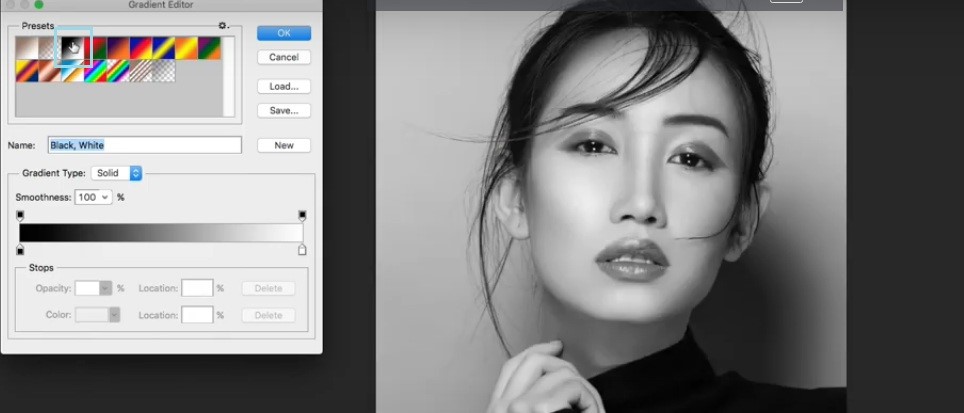 Gradient Editor
Presets
OK
Cancel
Load...
Save...
Name: Black, White
New
Gradient Type: Solid
Smoothness: 100 %
Stops
Opacity: % Location: % Delete
Color: Location: % Delete